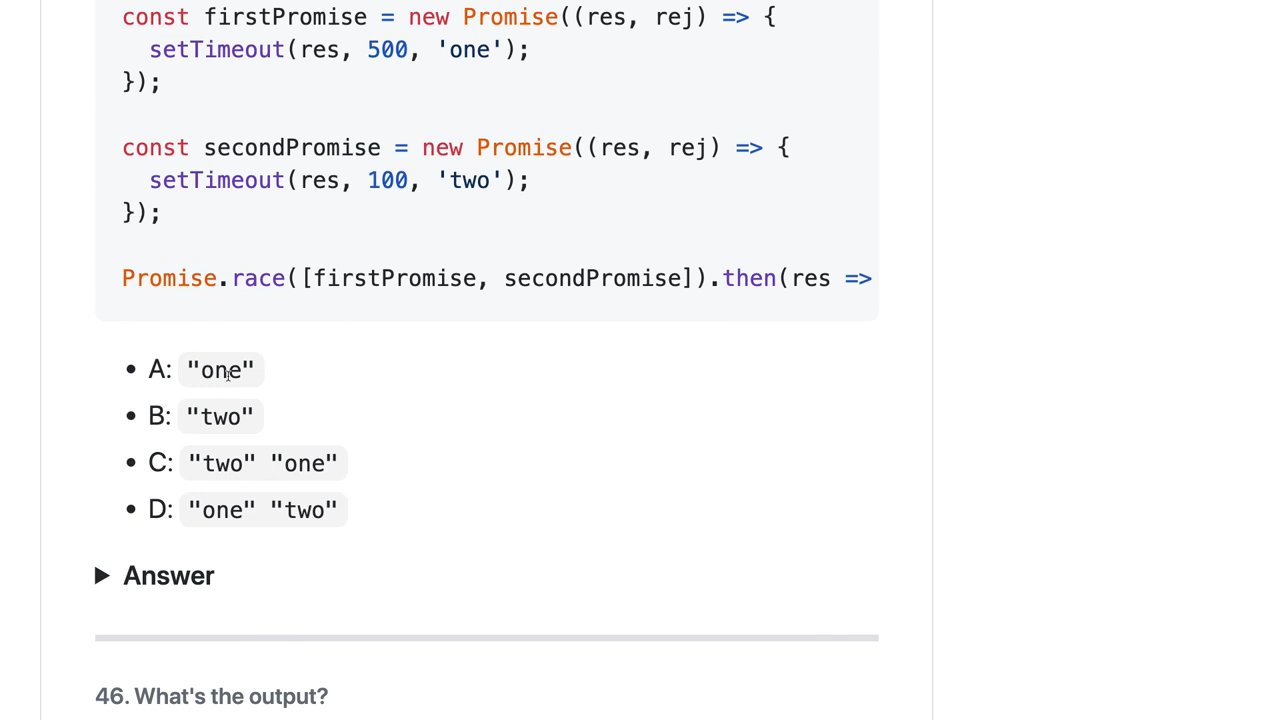 const firstPromise = new Promise((res, rej) => {
setTimeout(res, 500, 'one');
});
const secondPromise = new Promise((res, rej) => {
setTimeout(res, 100, 'two');
});
Promise.race([firstPromise, secondPromise]).then(res =>
• A: "one"
• B: "two"
• C: "two" "one"
• D: "one" "two"
Answer
46. What's the output?